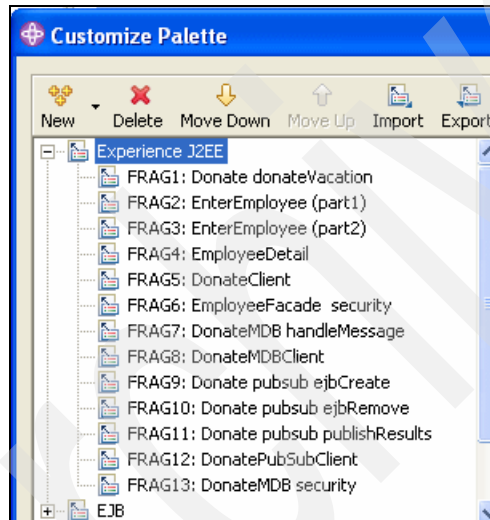 Customize Palette
New Delete Move Down Move Up Import Export
Experience J2EE
FRAG1: Donate donateVacation
FRAG2: EnterEmployee (part1)
FRAG3: EnterEmployee (part2)
FRAG4: EmployeeDetail
FRAG5: DonateClient
FRAG6: EmployeeFacade security
FRAG7: DonateMDB handleMessage
FRAG8: DonateMDBClient
FRAG9: Donate pubsub ejbCreate
FRAG10: Donate pubsub ejbRemove
FRAG11: Donate pubsub publishResults
FRAG12: DonatePubSubClient
FRAG13: DonateMDB security
EJB